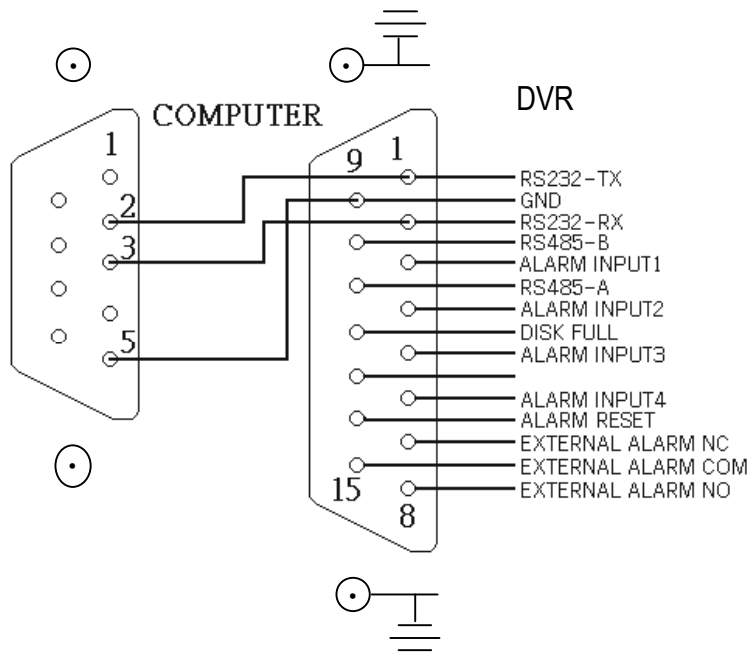 DVR
COMPUTER
1
2
3
5
9
1
15
8
RS232-TX
GND
RS232-RX
RS485-B
ALARM INPUT1
RS485-A
ALARM INPUT2
DISK FULL
ALARM INPUT3
ALARM INPUT4
ALARM RESET
EXTERNAL ALARM NC
EXTERNAL ALARM COM
EXTERNAL ALARM NO